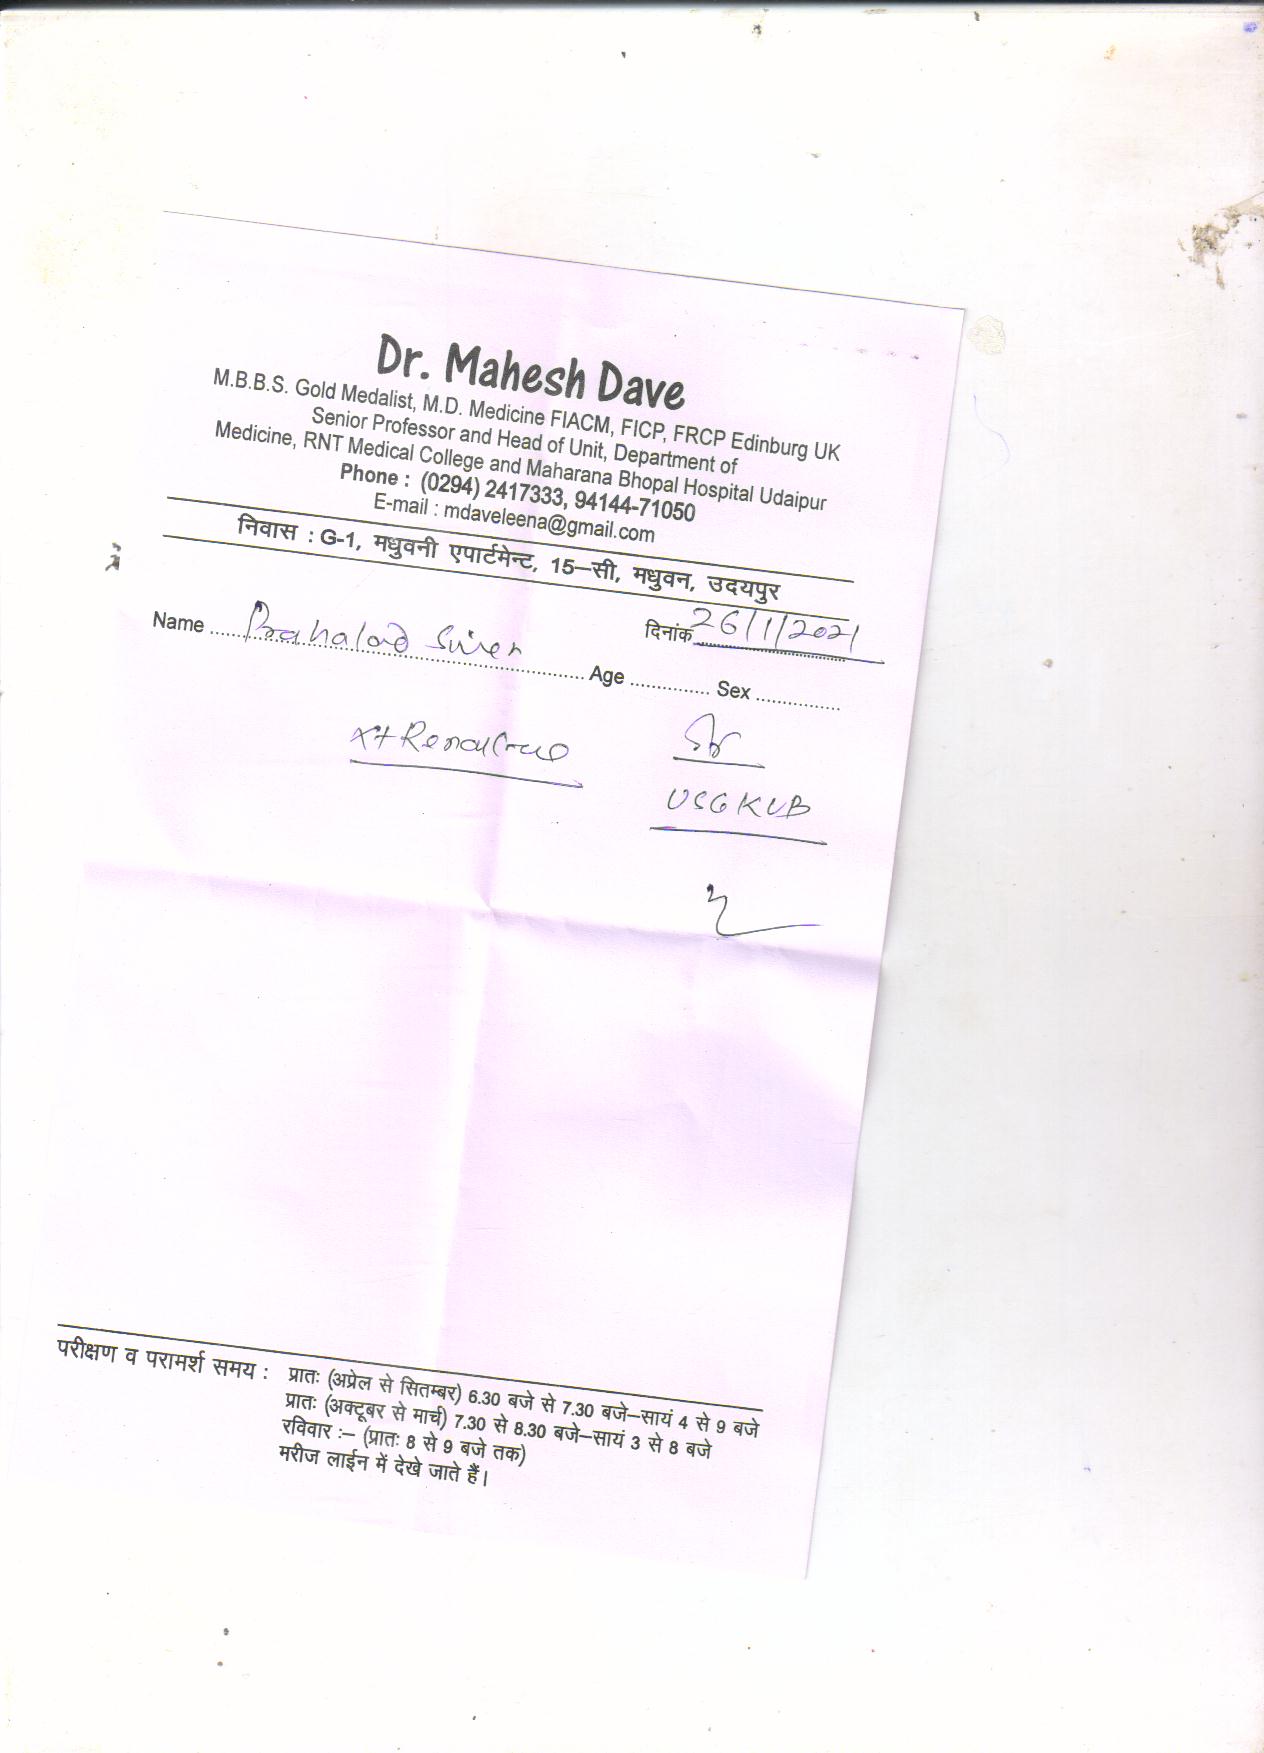 Dr. Mahesh Dave
M.B.B.S. Gold Medalist, M.D. Medicine FIACM, FICP, FRCP Edinburg UK
Senior Professor and Head of Unit, Department of
Medicine, RNT Medical College and Maharana Bhopal Hospital Udaipur
Phone : (0294) 2417333, 94144-71050
E-mail : mdaveleena@gmail.com
निवास : G-1, मधुवनी एपार्टमेन्ट, 15–सी, मधुवन, उदयपुर
दिनांक 26/1/2021
Name Prahalad Age Sex
Renal
USG KUB
परीक्षण व परामर्श समय : प्रातः (अप्रेल से सितम्बर) 6.30 बजे से 7.30 बजे–सायं 4 से 9 बजे
प्रातः (अक्टूबर से मार्च) 7.30 से 8.30 बजे–सायं 3 से 8 बजे
रविवार :– (प्रातः 8 से 9 बजे तक)
मरीज लाईन में देखे जाते हैं।